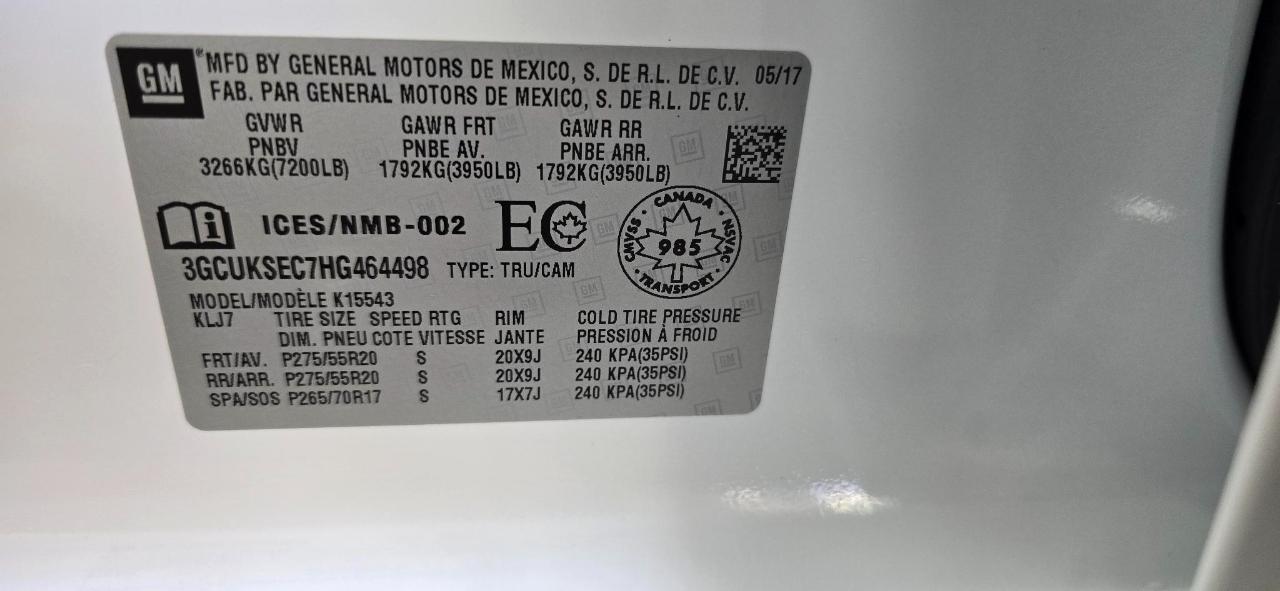 GM
® MFD BY GENERAL MOTORS DE MEXICO, S. DE R.L. DE C.V. 05/17
FAB. PAR GENERAL MOTORS DE MEXICO, S. DE R.L. DE C.V.
GVWR GAWR FRT GAWR RR
PNBV PNBE AV. PNBE ARR.
3266KG(7200LB) 1792KG(3950LB) 1792KG(3950LB)
i ICES/NMB-002 EC
CANADA
CMVSS 985 NSVAC
TRANSPORT
3GCUKSEC7HG464498 TYPE: TRU/CAM
MODEL/MODÈLE K15543
KLJ7 TIRE SIZE SPEED RTG RIM COLD TIRE PRESSURE
DIM. PNEU COTE VITESSE JANTE PRESSION À FROID
FRT/AV. P275/55R20 S 20X9J 240 KPA(35PSI)
RR/ARR. P275/55R20 S 20X9J 240 KPA(35PSI)
SPA/SOS P265/70R17 S 17X7J 240 KPA(35PSI)